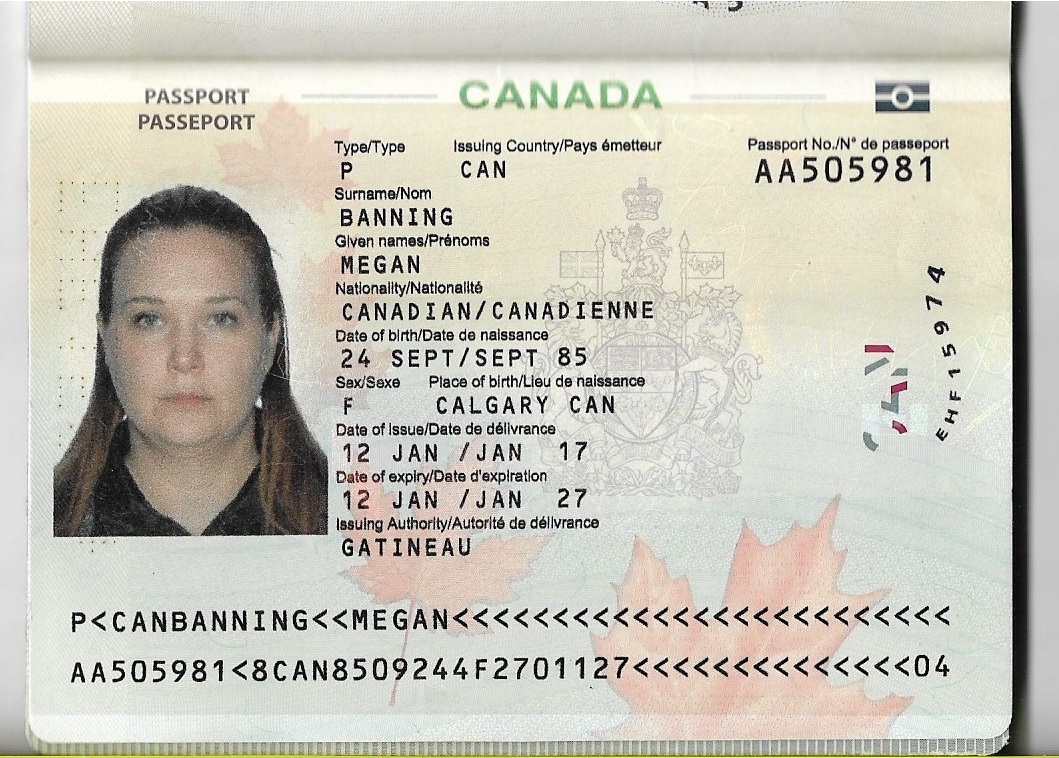 PASSPORT
PASSEPORT
CANADA
Type/Type
P
Issuing Country/Pays émetteur
CAN
Passport No./N° de passeport
AA505981
Surname/Nom
BANNING
Given names/Prénoms
MEGAN
Nationality/Nationalité
CANADIAN/CANADIENNE
Date of birth/Date de naissance
24 SEPT/SEPT 85
Sex/Sexe Place of birth/Lieu de naissance
F CALGARY CAN
Date of issue/Date de délivrance
12 JAN /JAN 17
Date of expiry/Date d'expiration
12 JAN /JAN 27
Issuing Authority/Autorité de délivrance
GATINEAU
EHF15974
CAN
P<CANBANNING<<MEGAN<<<<<<<<<<<<<<<<<<<<<<<<<
AA505981<8CAN8509244F2701127<<<<<<<<<<<<<<04